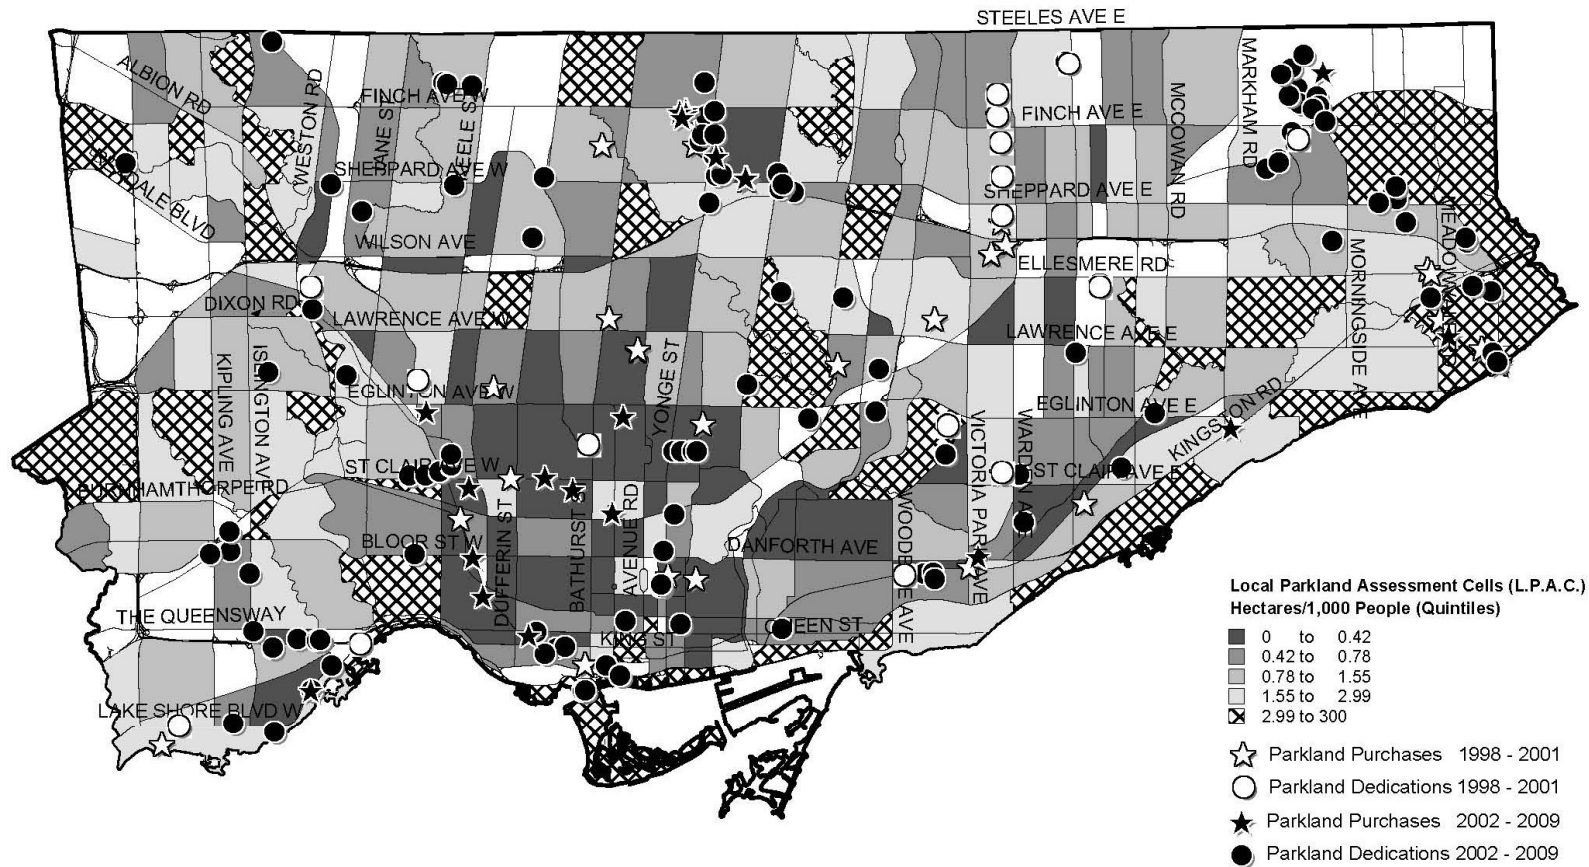 STEELES AVE E
ALBION RD
WESTON RD
FINCH AVE W
JANE ST
KEELE ST
MARKHAM RD
MCCOWAN RD
FINCH AVE E
SHEPPARD AVE W
SHEPPARD AVE E
WILSON AVE
ELLESMERE RD
MORNINGSIDE AVE
DIXON RD
LAWRENCE AVE W
LAWRENCE AVE E
KIPLING AVE
ISLINGTON AVE
EGLINTON AVE W
YONGE ST
EGLINTON AVE E
KINGSTON RD
VICTORIA PARK AVE
WARDEN AVE
ST CLAIR AVE W
ST CLAIR AVE E
BURNHAMTHORPE RD
DUFFERIN ST
BATHURST S
AVENUE RD
BLOOR ST W
DANFORTH AVE
THE QUEENSWAY
KING ST
QUEEN ST
LAKE SHORE BLVD W
Local Parkland Assessment Cells (L.P.A.C.)
Hectares/1,000 People (Quintiles)
0 to 0.42
0.42 to 0.78
0.78 to 1.55
1.55 to 2.99
2.99 to 300
Parkland Purchases 1998 - 2001
Parkland Dedications 1998 - 2001
Parkland Purchases 2002 - 2009
Parkland Dedications 2002 - 2009